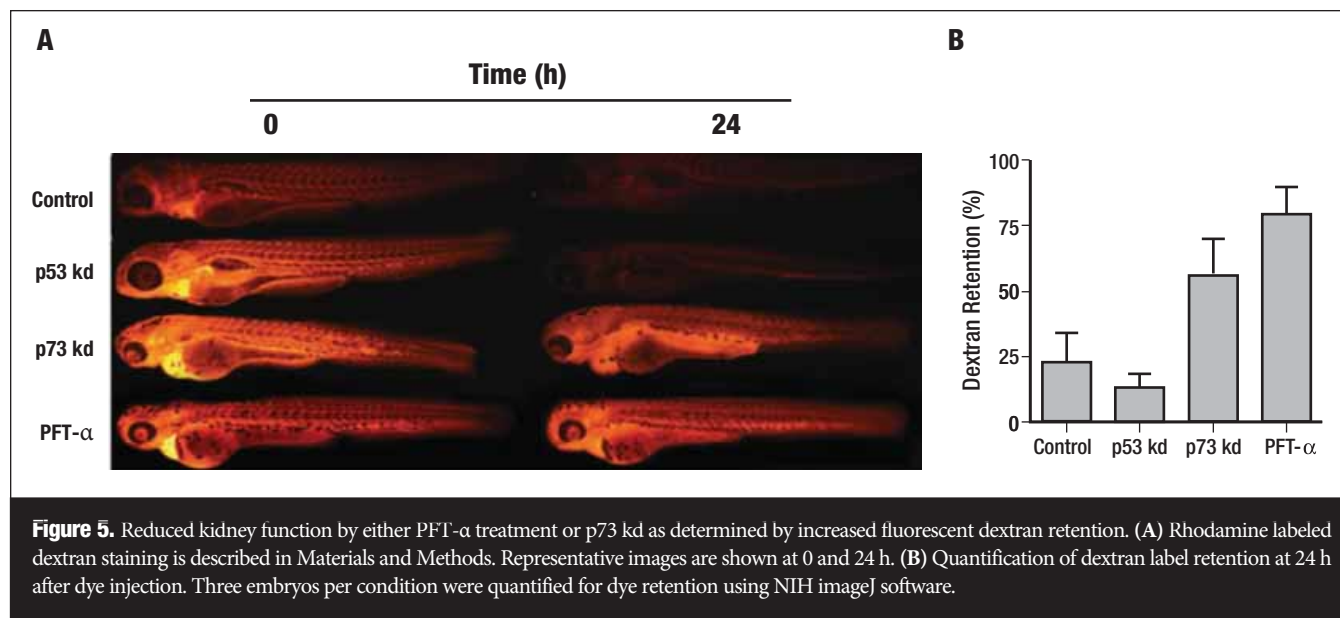 A
B
Time (h)
0 24
Control
p53 kd
p73 kd
PFT-α
Dextran Retention (%)
100
75
50
25
0
Control p53 kd p73 kd PFT-α
Figure 5. Reduced kidney function by either PFT-α treatment or p73 kd as determined by increased fluorescent dextran retention. (A) Rhodamine labeled
dextran staining is described in Materials and Methods. Representative images are shown at 0 and 24 h. (B) Quantification of dextran label retention at 24 h
after dye injection. Three embryos per condition were quantified for dye retention using NIH imageJ software.